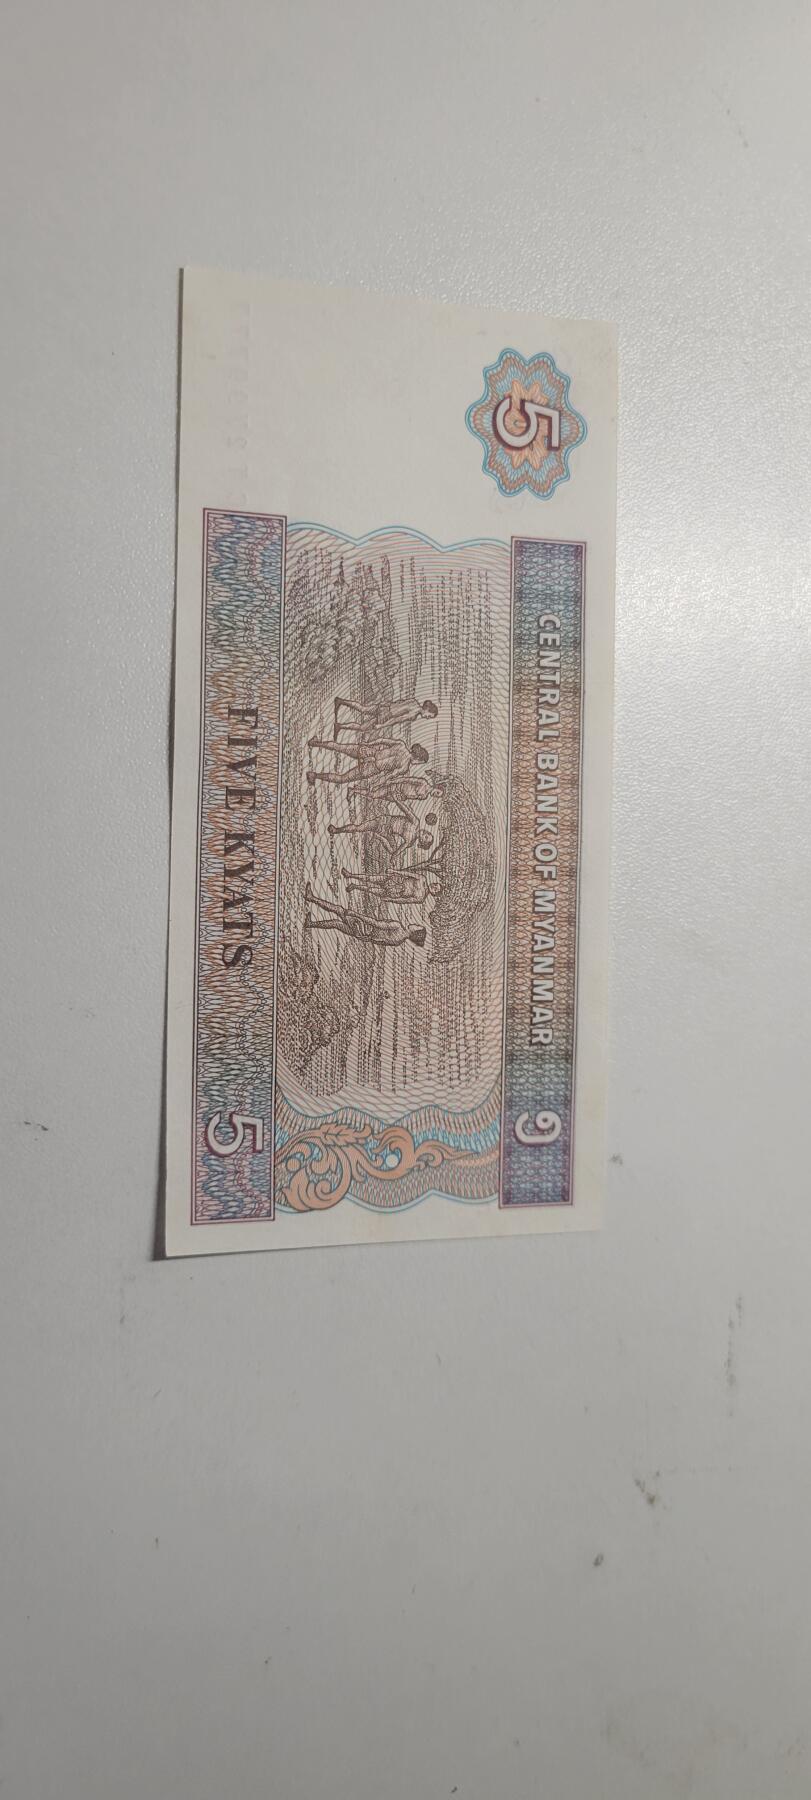 5
CENTRAL BANK OF MYANMAR ၅
FIVE KYATS 5